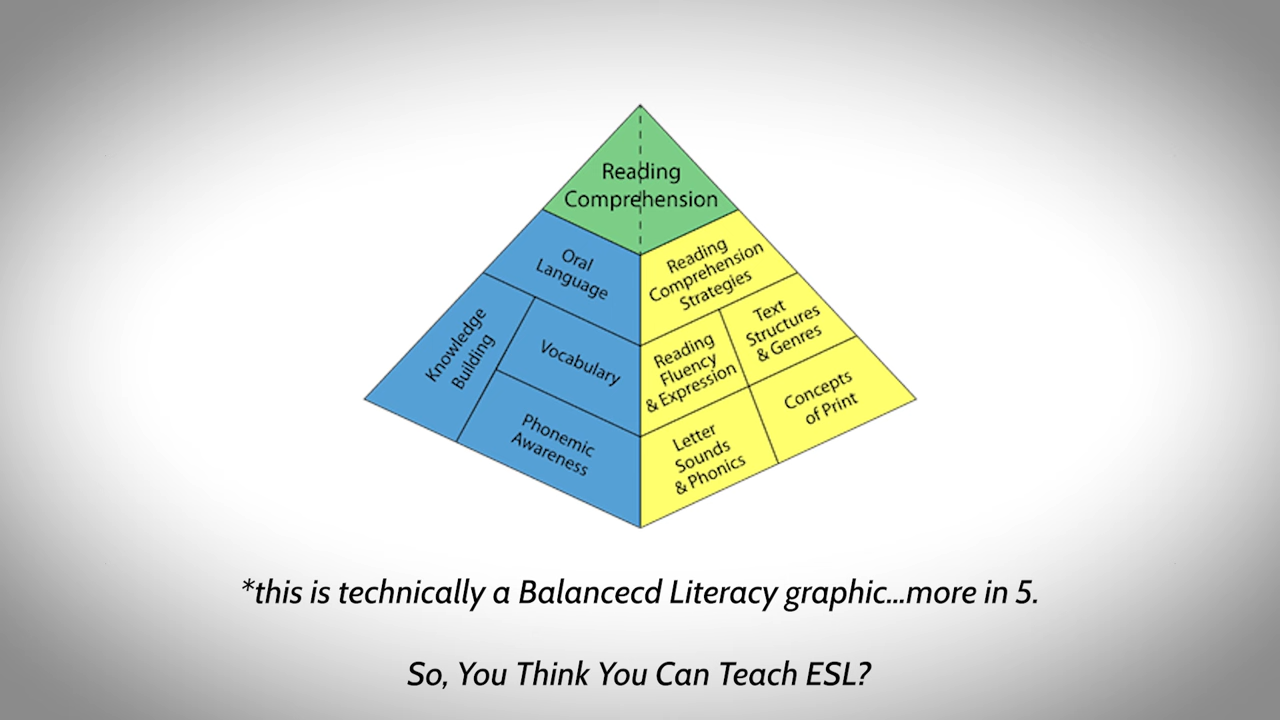 Reading
Comprehension
Oral
Language
Knowledge
Building
Vocabulary
Phonemic
Awareness
Reading
Comprehension
Strategies
Reading
Fluency
& Expression
Text
Structures
& Genres
Letter
Sounds
& Phonics
Concepts
of Print
*this is technically a Balancecd Literacy graphic...more in 5.
So, You Think You Can Teach ESL?